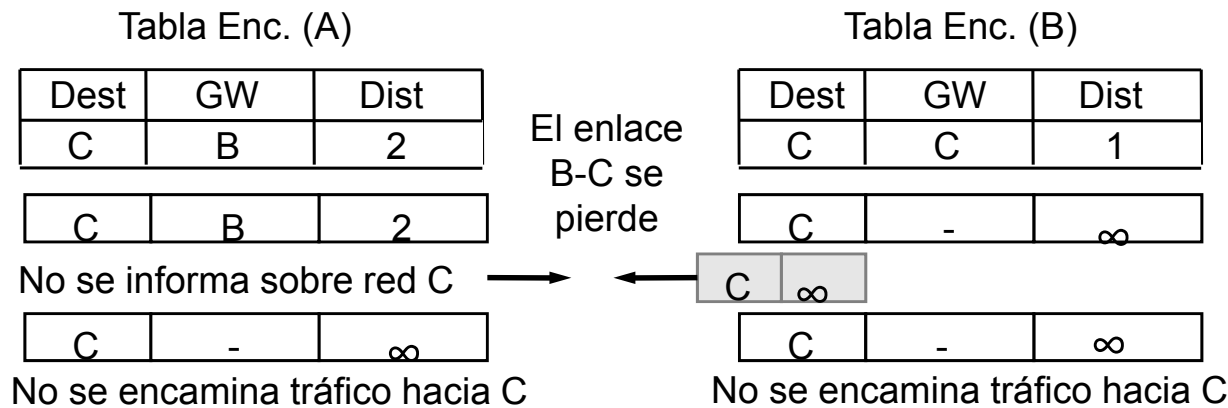 Tabla Enc. (A)
Tabla Enc. (B)
Dest GW Dist
C B 2
El enlace
B-C se
pierde
Dest GW Dist
C C 1
C B 2
C - ∞
No se informa sobre red C
C ∞
C - ∞
C - ∞
No se encamina tráfico hacia C
No se encamina tráfico hacia C